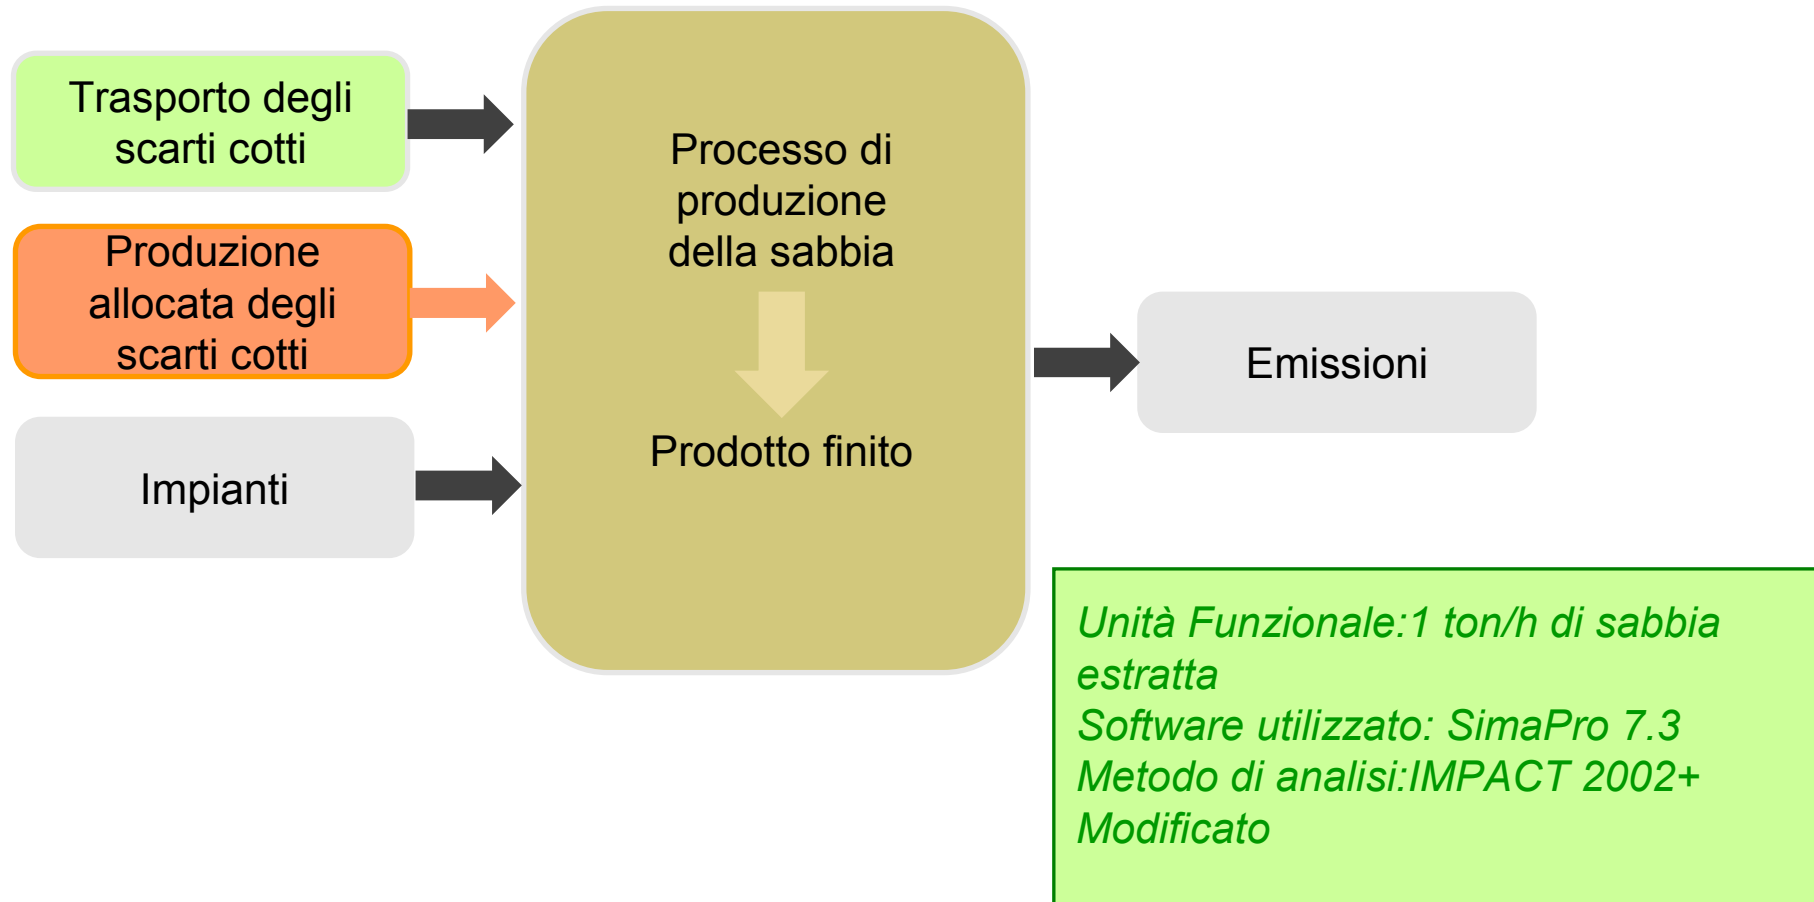 Trasporto degli
scarti cotti
Produzione
allocata degli
scarti cotti
Impianti
Processo di
produzione
della sabbia
Prodotto finito
Emissioni
Unità Funzionale:1 ton/h di sabbia
estratta
Software utilizzato: SimaPro 7.3
Metodo di analisi:IMPACT 2002+
Modificato